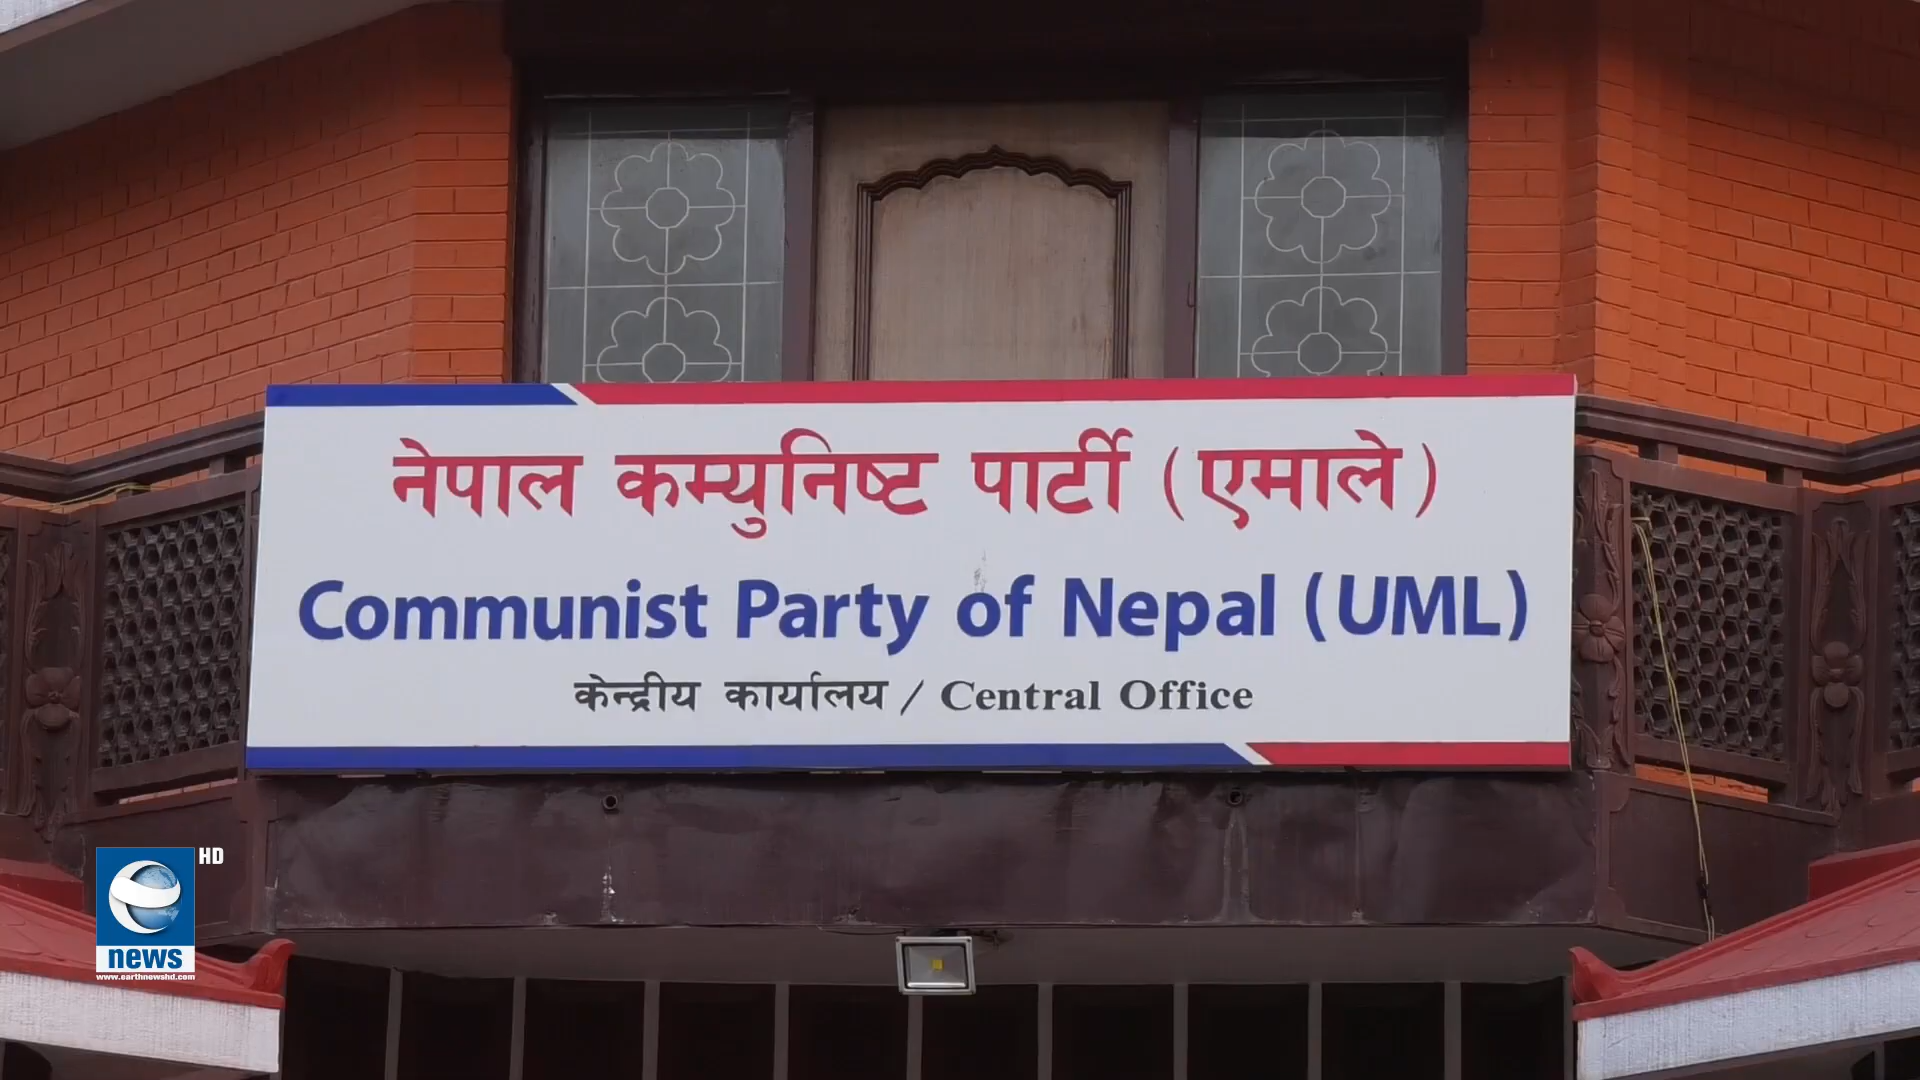 नेपाल कम्युनिष्ट पार्टी (एमाले)
Communist Party of Nepal (UML)
केन्द्रीय कार्यालय / Central Office
HD
news
www.earthnewshd.com